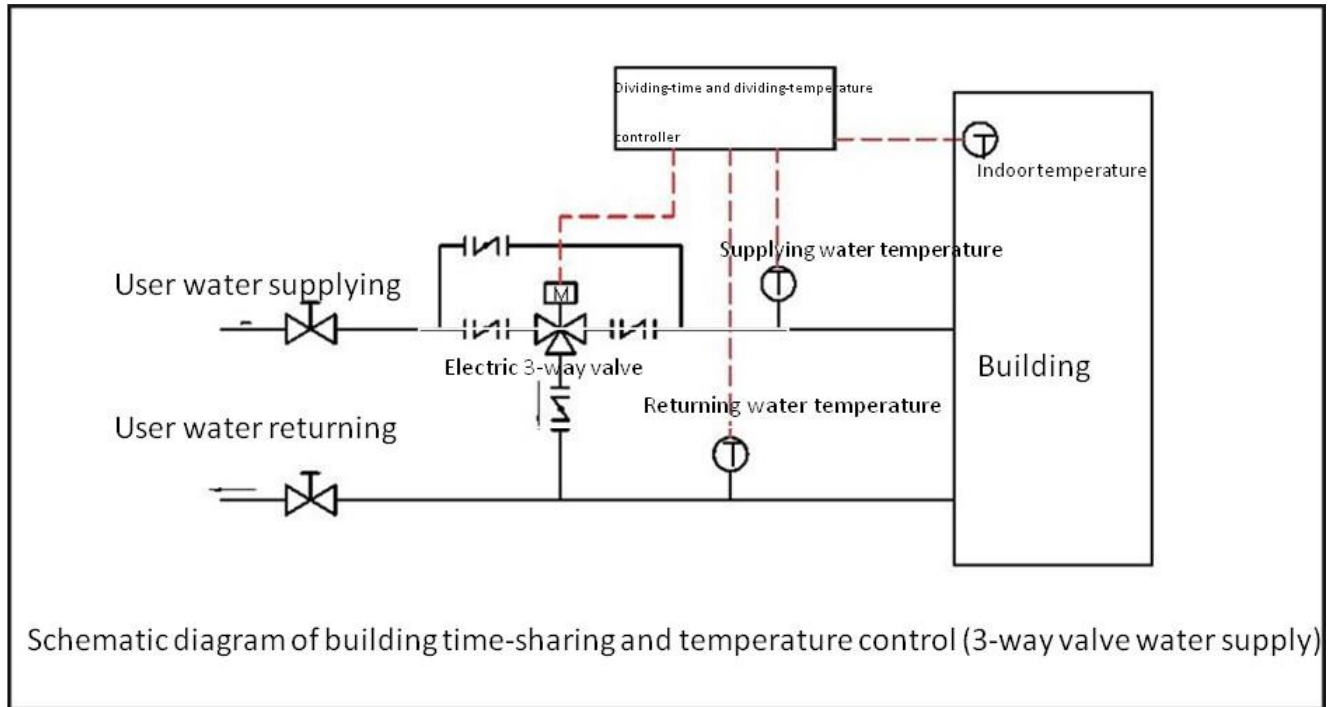 Dividing-time and dividing-temperature
controller
T
Indoor temperature
Supplying water temperature
User water supplying
T
M
Electric 3-way valve
Building
Returning water temperature
User water returning
T
Schematic diagram of building time-sharing and temperature control (3-way valve water supply)